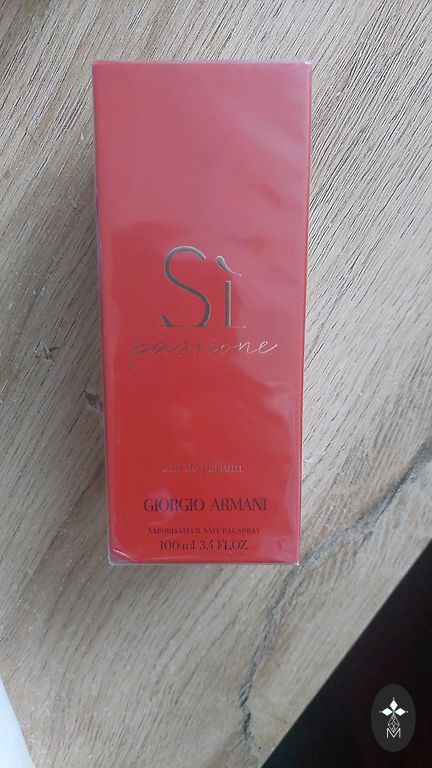 Sì
passione
eau de parfum
GIORGIO ARMANI
VAPORISATEUR NATURAL SPRAY
100 ml 3.4 FL.OZ.